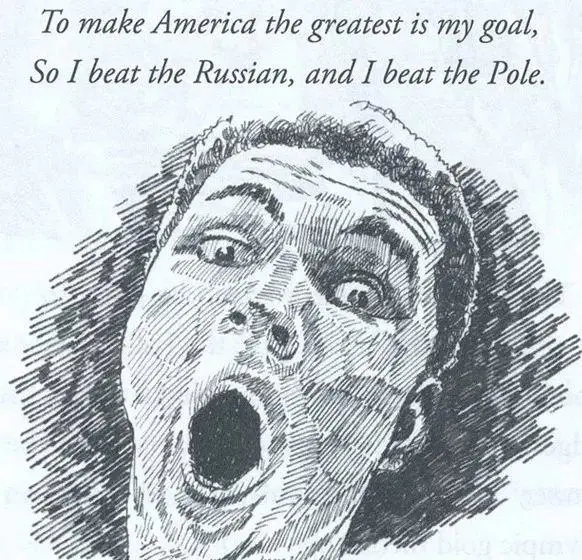 To make America the greatest is my goal,
So I beat the Russian, and I beat the Pole.